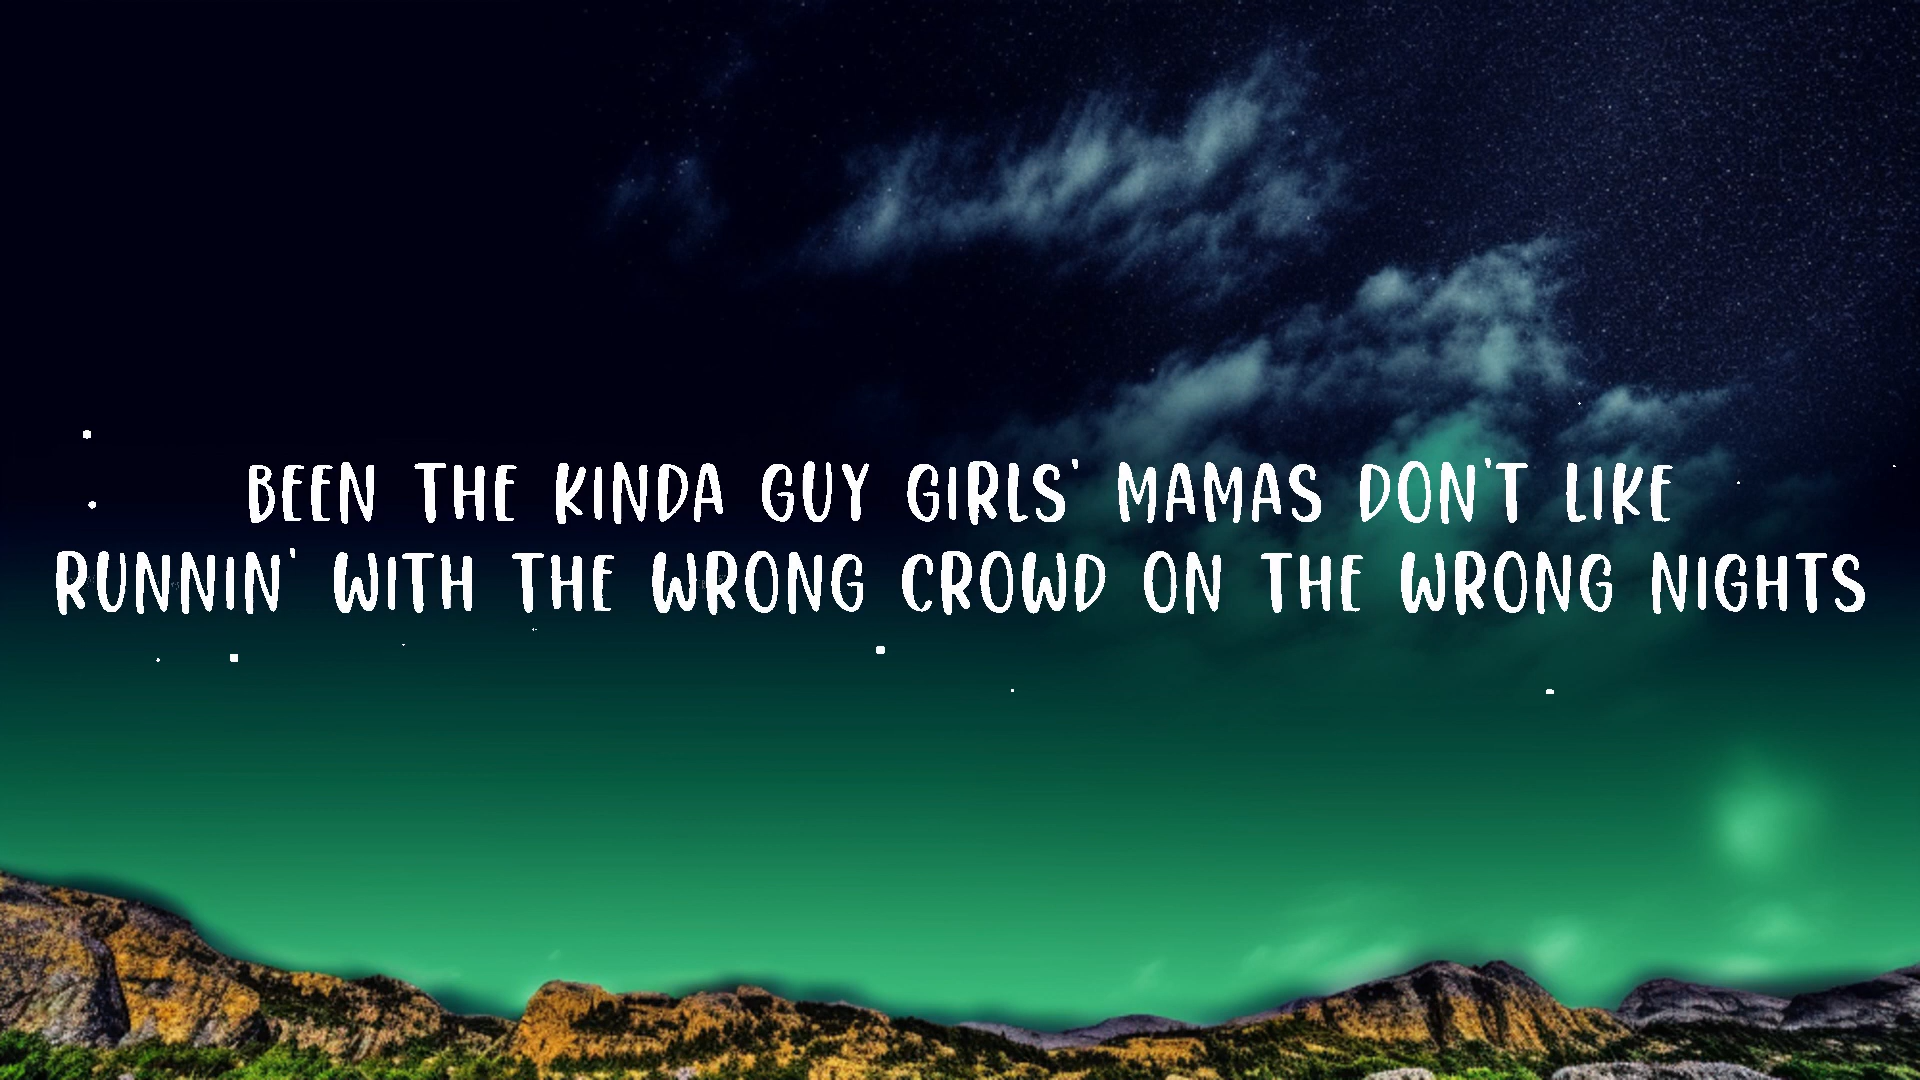 BEEN THE KINDA GUY GIRLS' MAMAS DON'T LIKE
RUNNIN' WITH THE WRONG CROWD ON THE WRONG NIGHTS